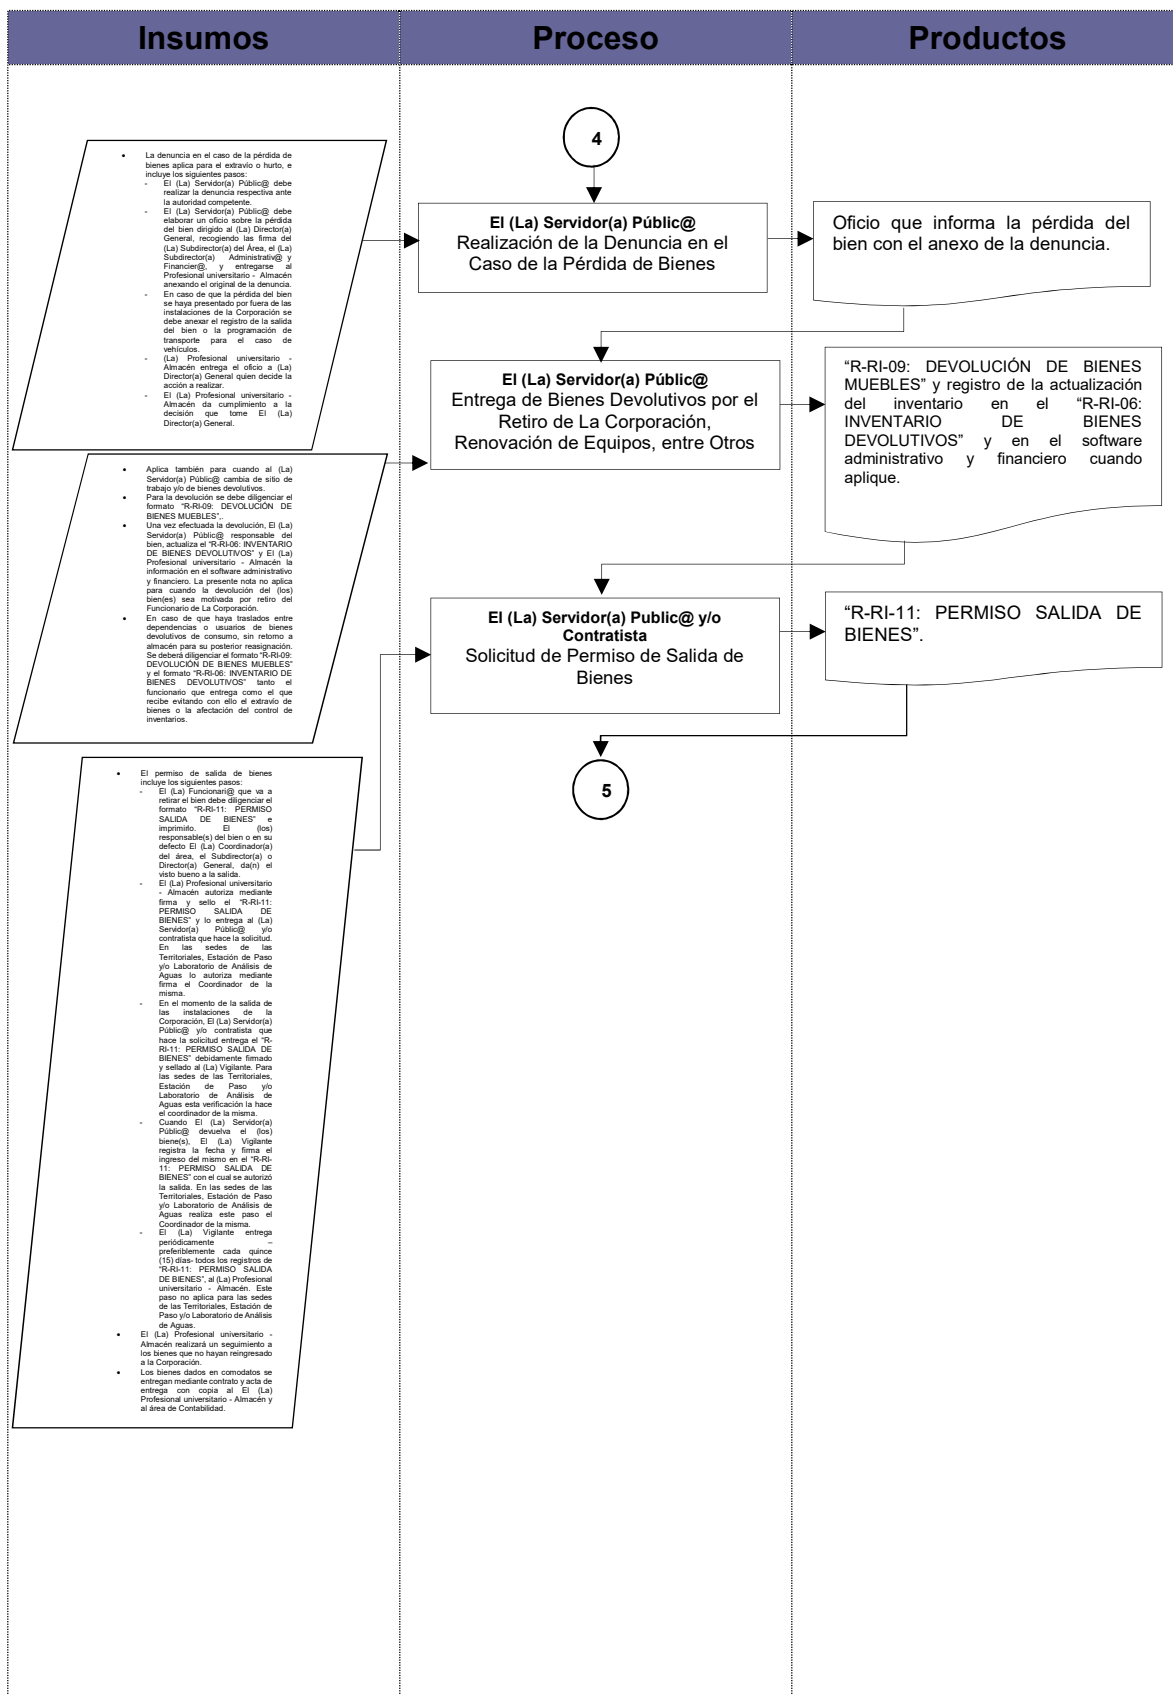 Insumos
Proceso
Productos
4
• La denuncia en el caso de la pérdida de
bienes aplica para el extravío o hurto, e
incluye los siguientes pasos:
- El (La) Servidor(a) Públic@ debe
realizar la denuncia respectiva ante
la autoridad competente.
- El (La) Servidor(a) Públic@ debe
elaborar un oficio sobre la pérdida
del bien dirigido al (La) Director(a)
General, recogiendo las firma del
(La) Subdirector(a) del Área, el (La)
Subdirector(a) Administrativ@ y
Financier@, y entregarse al
Profesional universitario - Almacén
anexando el original de la denuncia.
- En caso de que la pérdida del bien
se haya presentado por fuera de las
instalaciones de la Corporación se
debe anexar el registro de la salida
del bien o la programación de
transporte para el caso de
vehículos.
- (La) Profesional universitario -
Almacén entrega el oficio a (La)
Director(a) General quien decide la
acción a realizar.
- El (La) Profesional universitario -
Almacén da cumplimiento a la
decisión que tome El (La)
Director(a) General.
El (La) Servidor(a) Públic@
Realización de la Denuncia en el
Caso de la Pérdida de Bienes
Oficio que informa la pérdida del
bien con el anexo de la denuncia.
• Aplica también para cuando al (La)
Servidor(a) Públic@ cambia de sitio de
trabajo y/o de bienes devolutivos.
• Para la devolución se debe diligenciar el
formato “R-RI-09: DEVOLUCIÓN DE
BIENES MUEBLES”,.
• Una vez efectuada la devolución, El (La)
Servidor(a) Públic@ responsable del
bien, actualiza el “R-RI-06: INVENTARIO
DE BIENES DEVOLUTIVOS” y El (La)
Profesional universitario - Almacén la
información en el software administrativo
y financiero. La presente nota no aplica
para cuando la devolución del (los)
bien(es) sea motivada por retiro del
Funcionario de La Corporación.
• En caso de que haya traslados entre
dependencias o usuarios de bienes
devolutivos de consumo, sin retorno a
almacén para su posterior reasignación.
Se deberá diligenciar el formato “R-RI-09:
DEVOLUCIÓN DE BIENES MUEBLES”
y el formato “R-RI-06: INVENTARIO DE
BIENES DEVOLUTIVOS” tanto el
funcionario que entrega como el que
recibe evitando con ello el extravío de
bienes o la afectación del control de
inventarios.
El (La) Servidor(a) Públic@
Entrega de Bienes Devolutivos por el
Retiro de La Corporación,
Renovación de Equipos, entre Otros
“R-RI-09: DEVOLUCIÓN DE BIENES
MUEBLES” y registro de la actualización
del inventario en el “R-RI-06:
INVENTARIO DE BIENES
DEVOLUTIVOS” y en el software
administrativo y financiero cuando
aplique.
• El permiso de salida de bienes
incluye los siguientes pasos:
- El (La) Funcionari@ que va a
retirar el bien debe diligenciar el
formato “R-RI-11: PERMISO
SALIDA DE BIENES” e
imprimirlo. El (los)
responsable(s) del bien o en su
defecto El (La) Coordinador(a)
del área, el Subdirector(a) o
Director(a) General, da(n) el
visto bueno a la salida.
- El (La) Profesional universitario
- Almacén autoriza mediante
firma y sello el “R-RI-11:
PERMISO SALIDA DE
BIENES” y lo entrega al (La)
Servidor(a) Públic@ y/o
contratista que hace la solicitud.
En las sedes de las
Territoriales, Estación de Paso
y/o Laboratorio de Análisis de
Aguas lo autoriza mediante
firma el Coordinador de la
misma.
- En el momento de la salida de
las instalaciones de la
Corporación, El (La) Servidor(a)
Públic@ y/o contratista que
hace la solicitud entrega el “R-
RI-11: PERMISO SALIDA DE
BIENES” debidamente firmado
y sellado al (La) Vigilante. Para
las sedes de las Territoriales,
Estación de Paso y/o
Laboratorio de Análisis de
Aguas esta verificación la hace
el coordinador de la misma.
- Cuando El (La) Servidor(a)
Públic@ devuelva el (los)
biene(s), El (La) Vigilante
registra la fecha y firma el
ingreso del mismo en el “R-RI-
11: PERMISO SALIDA DE
BIENES” con el cual se autorizó
la salida. En las sedes de las
Territoriales, Estación de Paso
y/o Laboratorio de Análisis de
Aguas realiza este paso el
Coordinador de la misma.
- El (La) Vigilante entrega
periódicamente –
preferiblemente cada quince
(15) días- todos los registros de
“R-RI-11: PERMISO SALIDA
DE BIENES”, al (La) Profesional
universitario - Almacén. Este
paso no aplica para las sedes
de las Territoriales, Estación de
Paso y/o Laboratorio de Análisis
de Aguas.
• El (La) Profesional universitario -
Almacén realizará un seguimiento a
los bienes que no hayan reingresado
a la Corporación.
• Los bienes dados en comodatos se
entregan mediante contrato y acta de
entrega con copia al El (La)
Profesional universitario - Almacén y
al área de Contabilidad.
El (La) Servidor(a) Public@ y/o
Contratista
Solicitud de Permiso de Salida de
Bienes
“R-RI-11: PERMISO SALIDA DE
BIENES”.
5